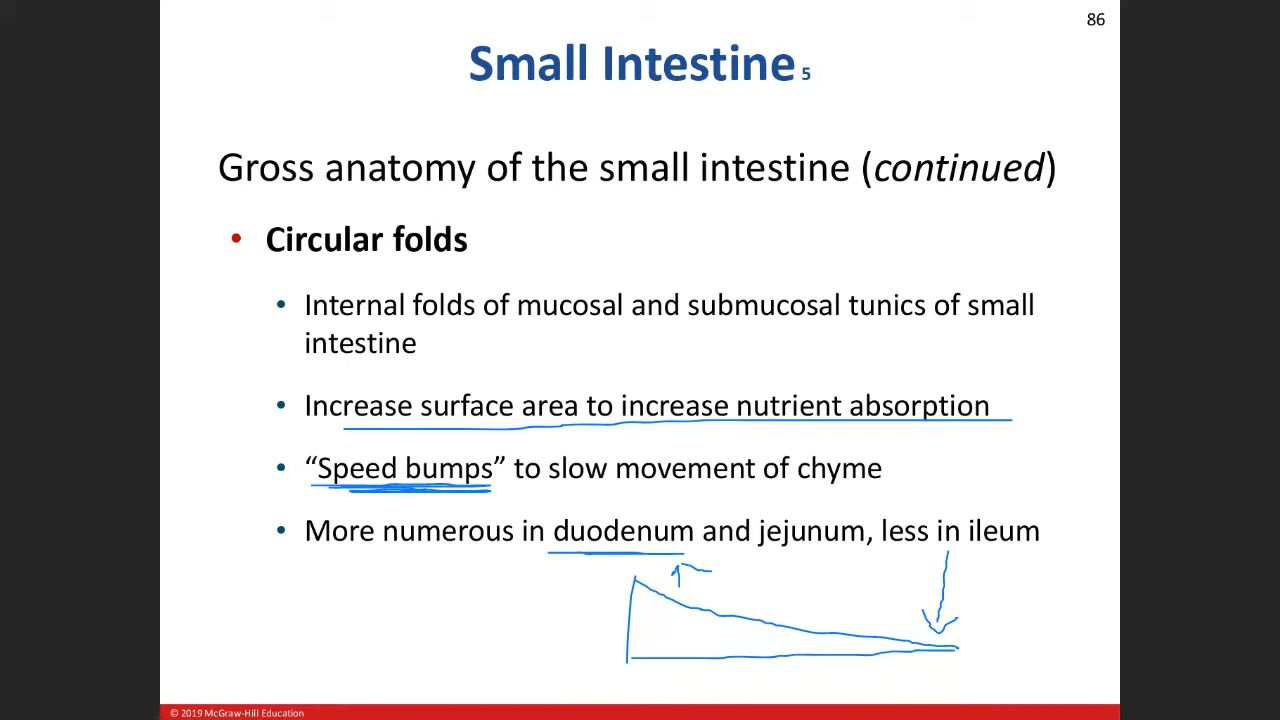 86
Small Intestine 5
Gross anatomy of the small intestine (continued)
• Circular folds
• Internal folds of mucosal and submucosal tunics of small
intestine
• Increase surface area to increase nutrient absorption
• “Speed bumps” to slow movement of chyme
• More numerous in duodenum and jejunum, less in ileum
© 2019 McGraw-Hill Education